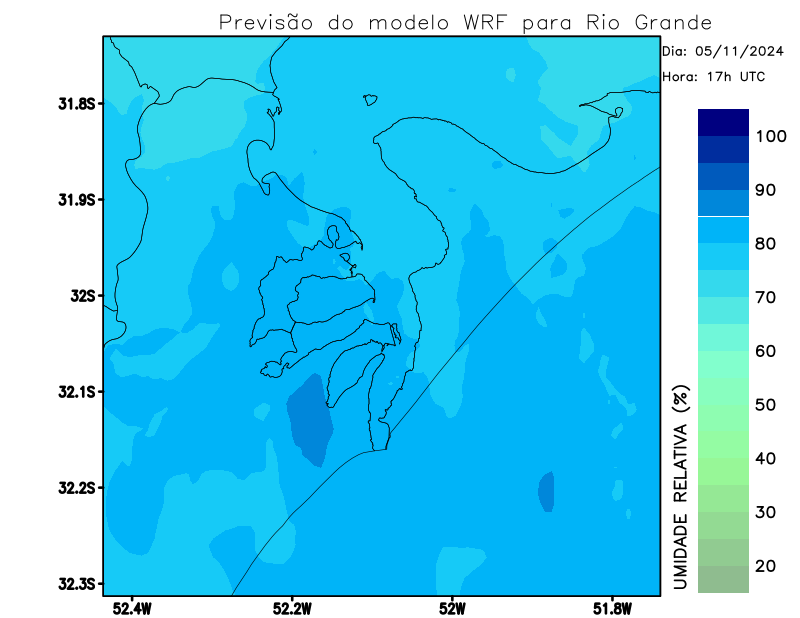 Previsão do modelo WRF para Rio Grande
Dia: 05/11/2024
Hora: 17h UTC
31.8S
31.9S
32S
32.1S
32.2S
32.3S
52.4W
52.2W
52W
51.8W
100
90
80
70
60
50
40
30
20
UMIDADE RELATIVA (%)